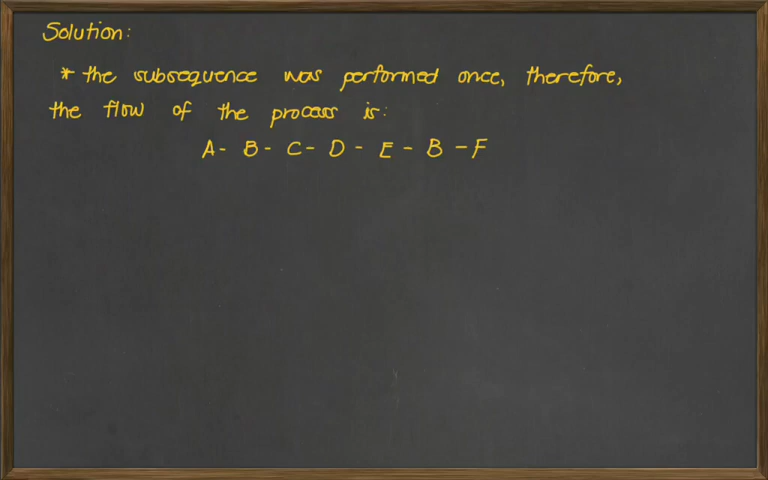 Solution:
* the subsequence was performed once, therefore,
the flow of the process is:
A - B - C - D - E - B - F